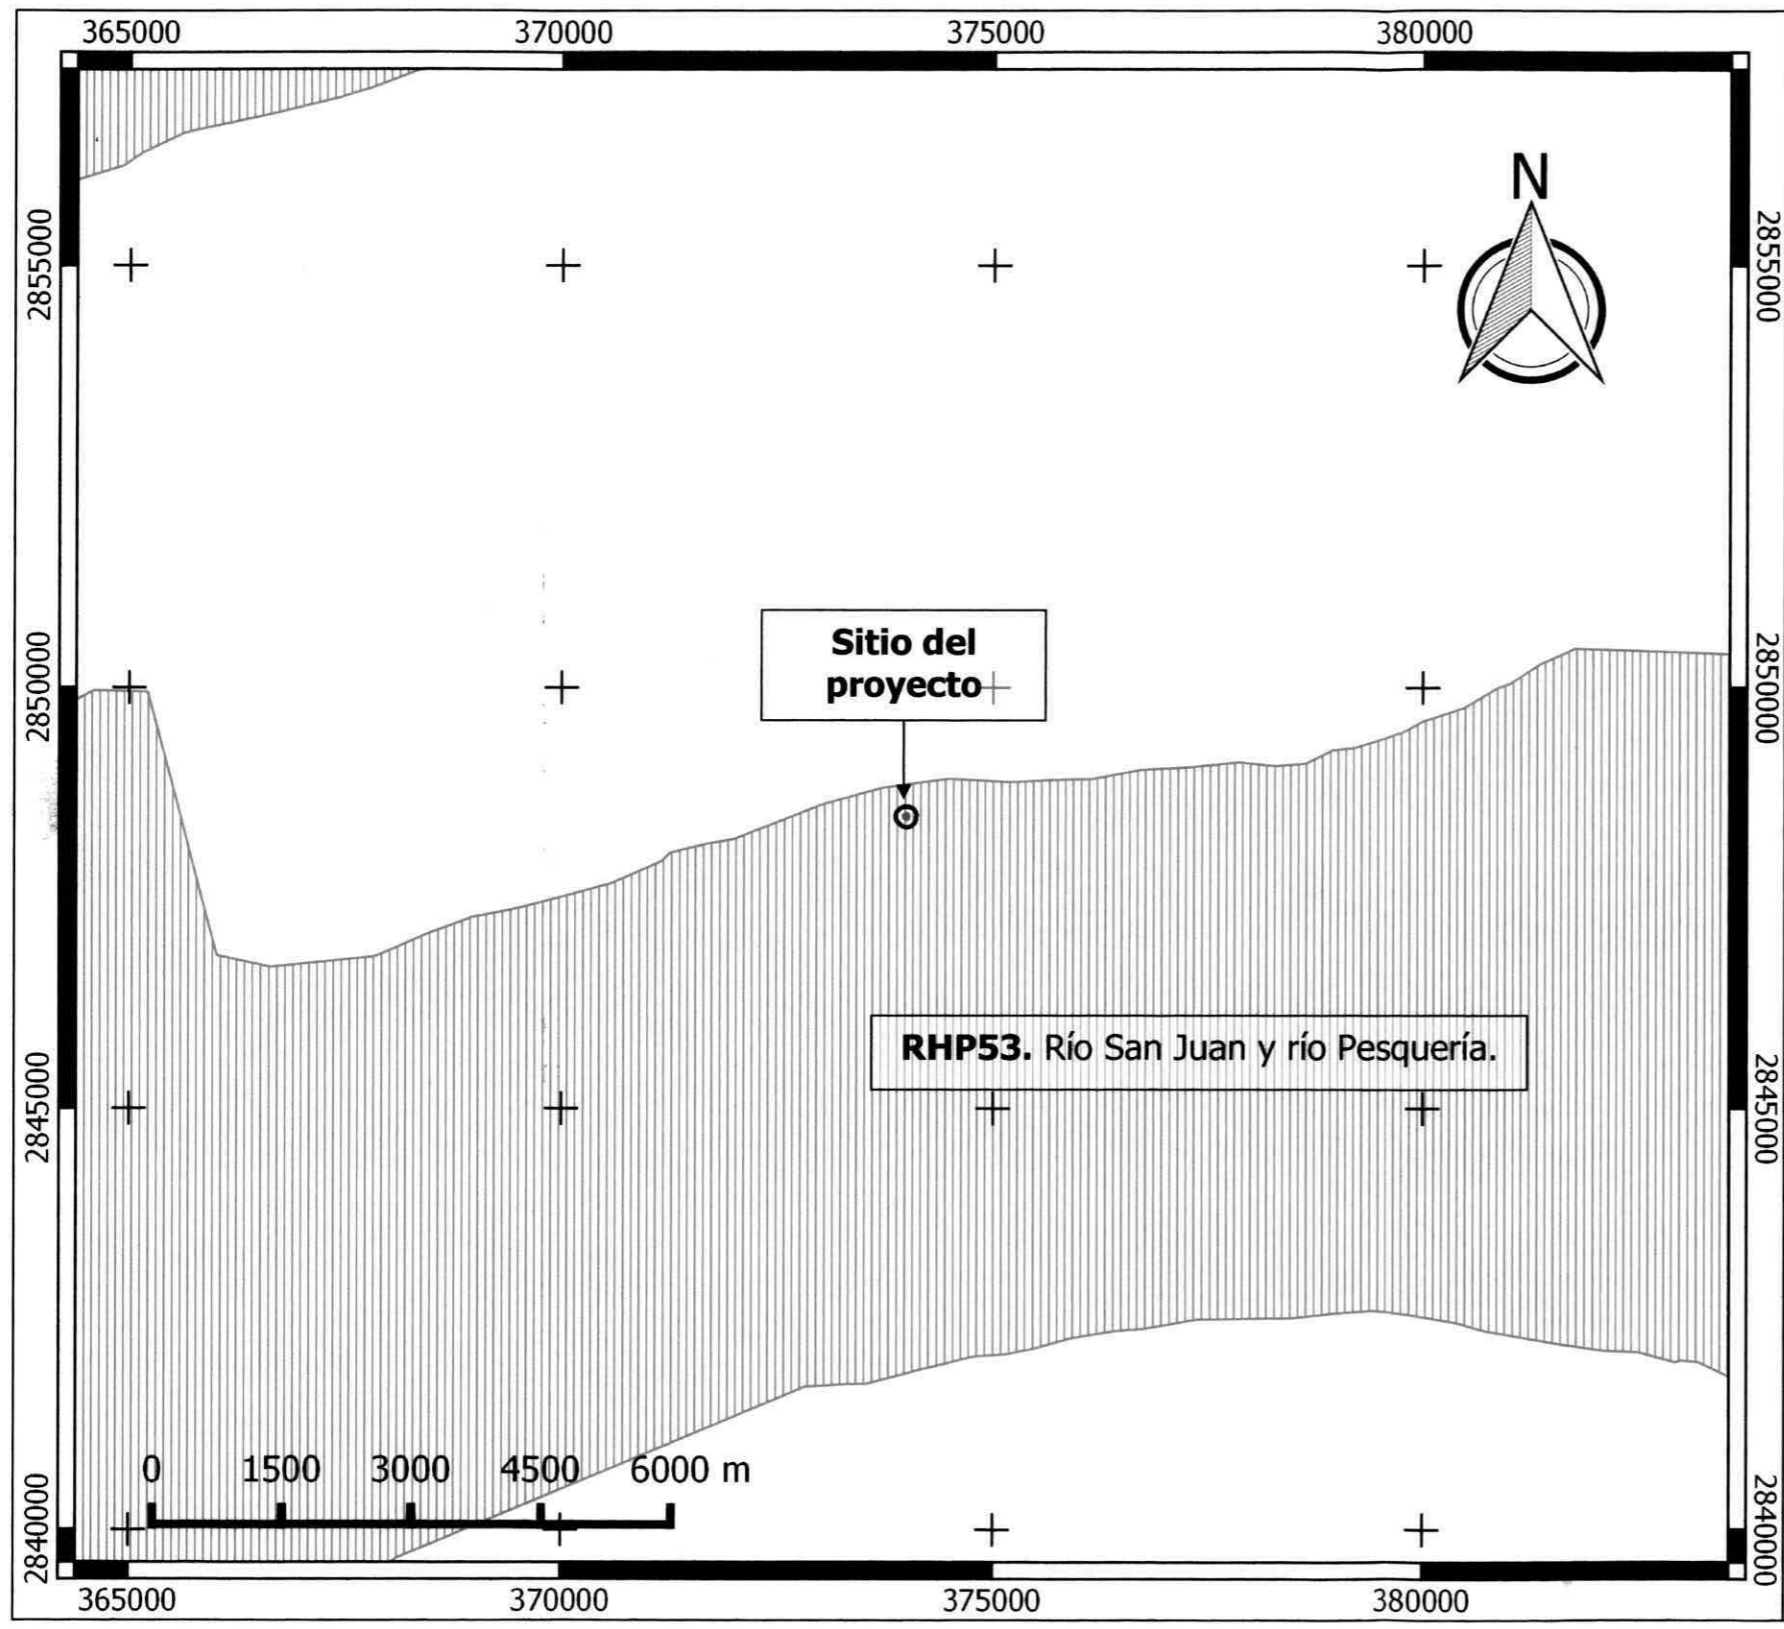 365000 370000 375000 380000
N
2855000
2855000
Sitio del
proyecto
2850000
2850000
RHP53. Río San Juan y río Pesquería.
2845000
2845000
0 1500 3000 4500 6000 m
2840000
2840000
365000 370000 375000 380000